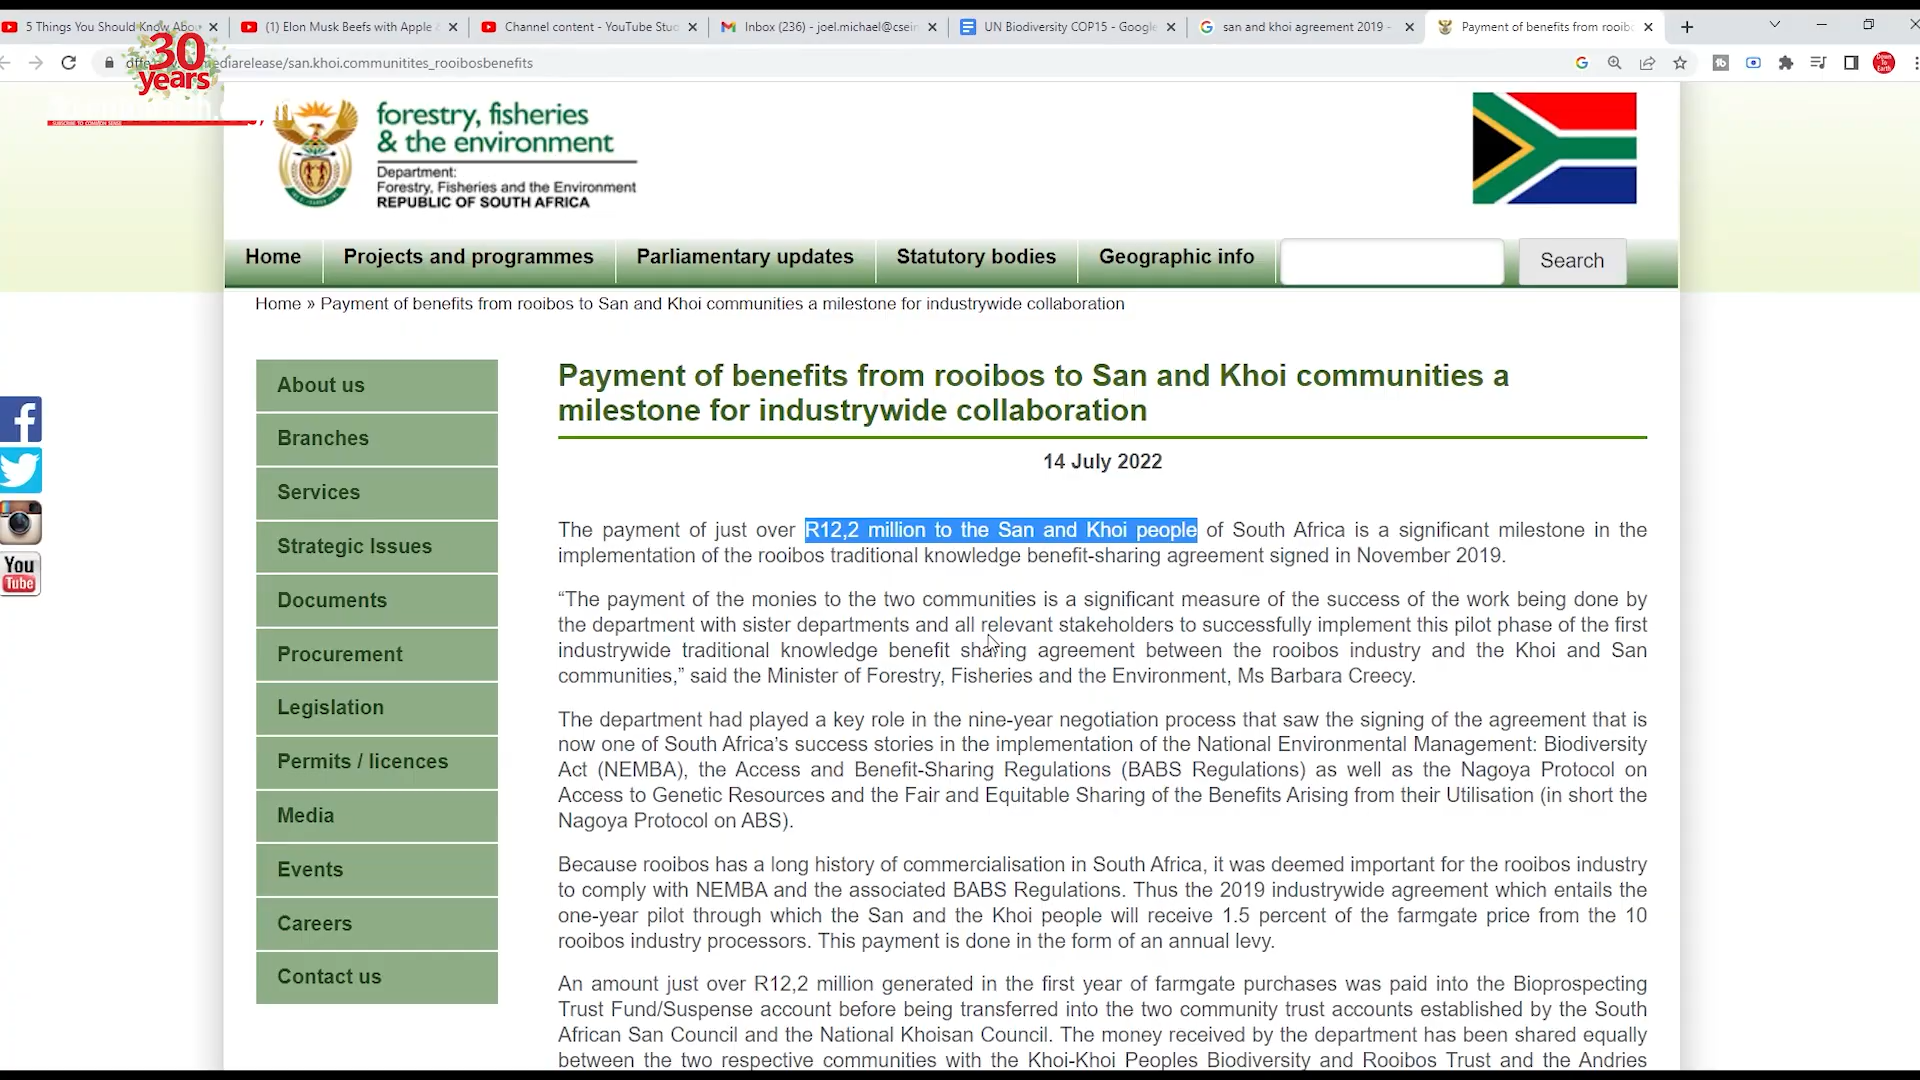 5 Things You Should Know Abou
(1) Elon Musk Beefs with Apple
Channel content - YouTube Stud
Inbox (236) - joel.michael@csein
UN Biodiversity COP15 - Google
san and khoi agreement 2019 -
Payment of benefits from rooib
mediarelease/san.khoi.communitites_rooibosbenefits
30
years
SUBSCRIBE TO COMMON SENSE
forestry, fisheries
& the environment
Department:
Forestry, Fisheries and the Environment
REPUBLIC OF SOUTH AFRICA
Home
Projects and programmes
Parliamentary updates
Statutory bodies
Geographic info
Search
Home » Payment of benefits from rooibos to San and Khoi communities a milestone for industrywide collaboration
About us
Branches
Services
Strategic Issues
Documents
Procurement
Legislation
Permits / licences
Media
Events
Careers
Contact us
You
Tube
Payment of benefits from rooibos to San and Khoi communities a
milestone for industrywide collaboration
14 July 2022
The payment of just over R12,2 million to the San and Khoi people of South Africa is a significant milestone in the
implementation of the rooibos traditional knowledge benefit-sharing agreement signed in November 2019.
“The payment of the monies to the two communities is a significant measure of the success of the work being done by
the department with sister departments and all relevant stakeholders to successfully implement this pilot phase of the first
industrywide traditional knowledge benefit sharing agreement between the rooibos industry and the Khoi and San
communities,” said the Minister of Forestry, Fisheries and the Environment, Ms Barbara Creecy.
The department had played a key role in the nine-year negotiation process that saw the signing of the agreement that is
now one of South Africa’s success stories in the implementation of the National Environmental Management: Biodiversity
Act (NEMBA), the Access and Benefit-Sharing Regulations (BABS Regulations) as well as the Nagoya Protocol on
Access to Genetic Resources and the Fair and Equitable Sharing of the Benefits Arising from their Utilisation (in short the
Nagoya Protocol on ABS).
Because rooibos has a long history of commercialisation in South Africa, it was deemed important for the rooibos industry
to comply with NEMBA and the associated BABS Regulations. Thus the 2019 industrywide agreement which entails the
one-year pilot through which the San and the Khoi people will receive 1.5 percent of the farmgate price from the 10
rooibos industry processors. This payment is done in the form of an annual levy.
An amount just over R12,2 million generated in the first year of farmgate purchases was paid into the Bioprospecting
Trust Fund/Suspense account before being transferred into the two community trust accounts established by the South
African San Council and the National Khoisan Council. The money received by the department has been shared equally
between the two respective communities with the Khoi-Khoi Peoples Biodiversity and Rooibos Trust and the Andries